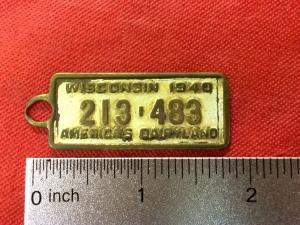 WISCONSIN 1940
213·483
AMERICA'S DAIRYLAND
0 inch 1 2